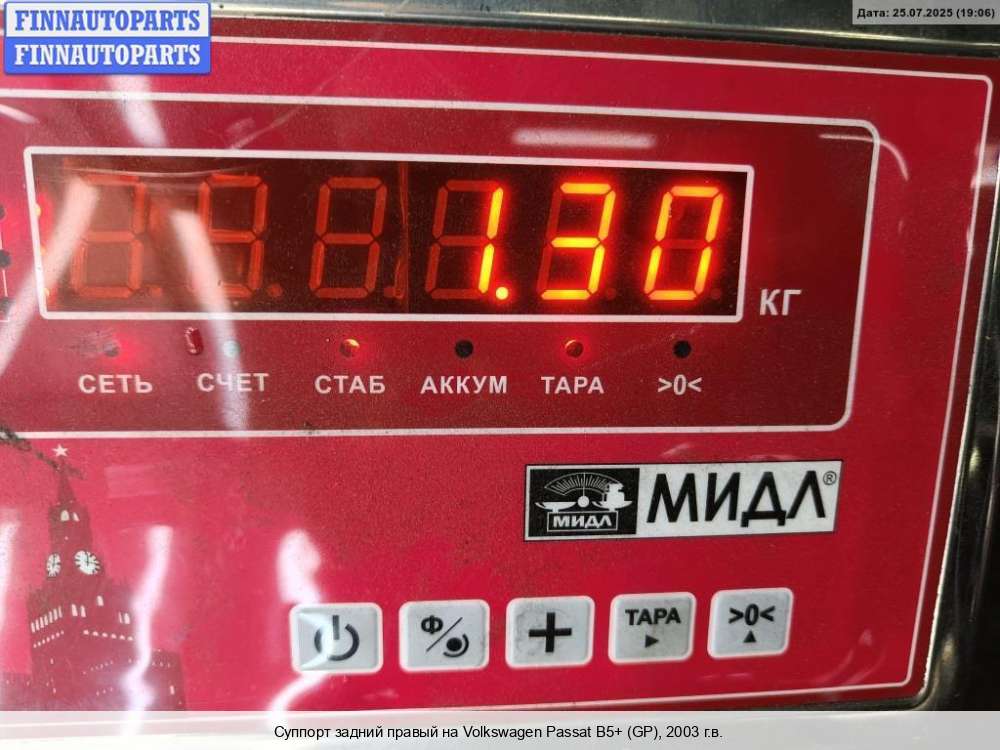 FINNAUTOPARTS
FINNAUTOPARTS
Дата: 25.07.2025 (19:06)
1.30
КГ
СЕТЬ СЧЕТ СТАБ АККУМ ТАРА >0<
МИДЛ МИДЛ®
Ф ТАРА >0<
Суппорт задний правый на Volkswagen Passat B5+ (GP), 2003 г.в.